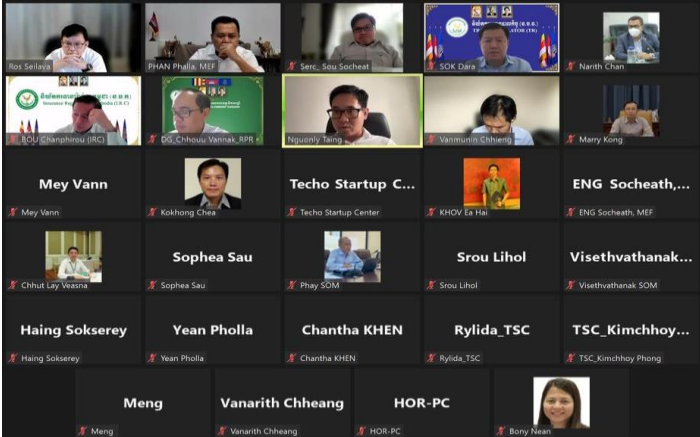 Ros Seilava
PHAN Phalla, MEF
Serc_ Sou Socheat
SOK Dara
Narith Chan
BOU Chanphirou (IRC)
DG_Chhouu Vannak_RPR
Nguonly Taing
Vanmunin Chhieng
Marry Kong
Mey Vann
Mey Vann
Kokhong Chea
Techo Startup C...
Techo Startup Center
KHOV Ea Hai
ENG Socheath,...
ENG Socheath, MEF
Chhut Lay Veasna
Sophea Sau
Sophea Sau
Phay SOM
Srou Lihol
Srou Lihol
Visethvathanak...
Visethvathanak SOM
Haing Sokserey
Haing Sokserey
Yean Pholla
Yean Pholla
Chantha KHEN
Chantha KHEN
Rylida_TSC
Rylida_TSC
TSC_Kimchhoy...
TSC_Kimchhoy Phong
Meng
Meng
Vanarith Chheang
Vanarith Chheang
HOR-PC
HOR-PC
Bony Nean